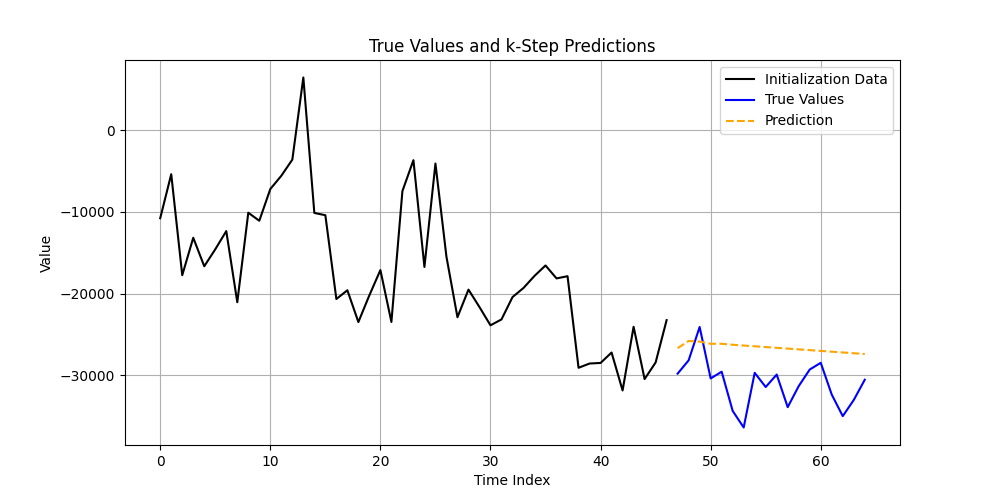 True Values and k-Step Predictions
Initialization Data
True Values
Prediction
Value
0
−10000
−20000
−30000
0 10 20 30 40 50 60
Time Index